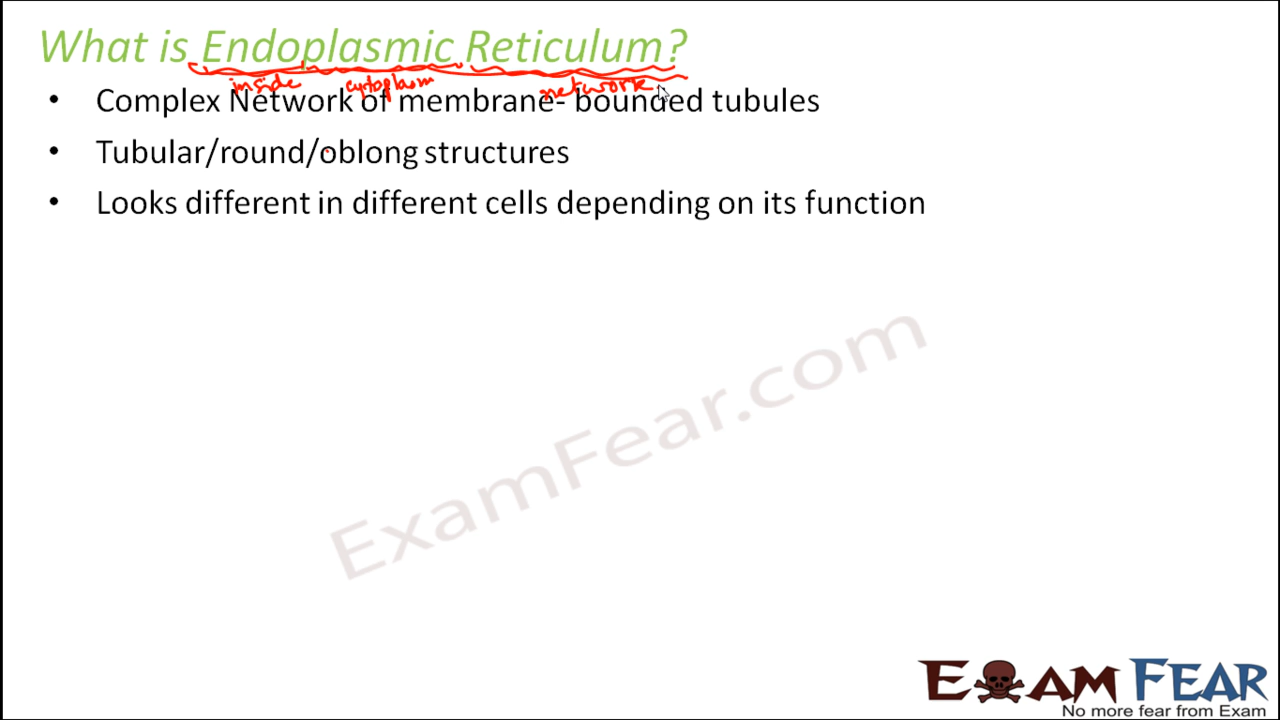 What is Endoplasmic Reticulum?
inside cytoplasm network
• Complex Network of membrane- bounded tubules
• Tubular/round/oblong structures
• Looks different in different cells depending on its function
ExamFear.com
EXAM FEAR
No more fear from Exam